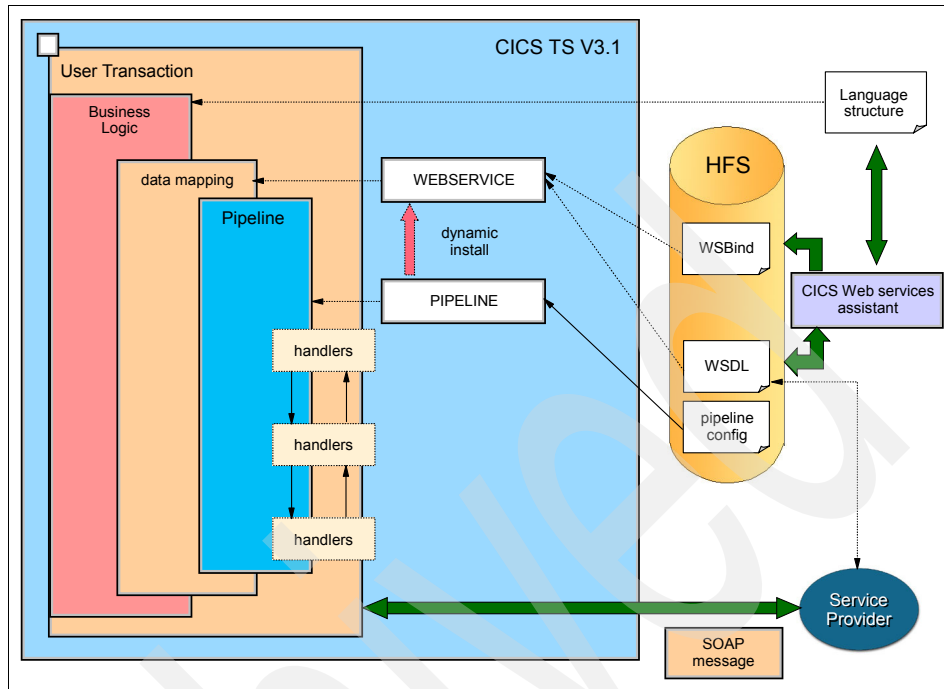 CICS TS V3.1
User Transaction
Business
Logic
data mapping
Pipeline
handlers
handlers
handlers
WEBSERVICE
dynamic
install
PIPELINE
Language
structure
HFS
WSBind
CICS Web services
assistant
WSDL
pipeline
config
Service
Provider
SOAP
message